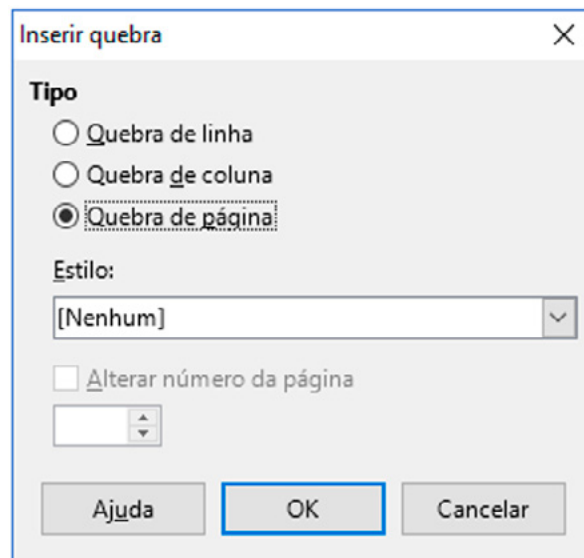 Inserir quebra
Tipo
Quebra de linha
Quebra de coluna
Quebra de página
Estilo:
[Nenhum]
Alterar número da página
Ajuda OK Cancelar